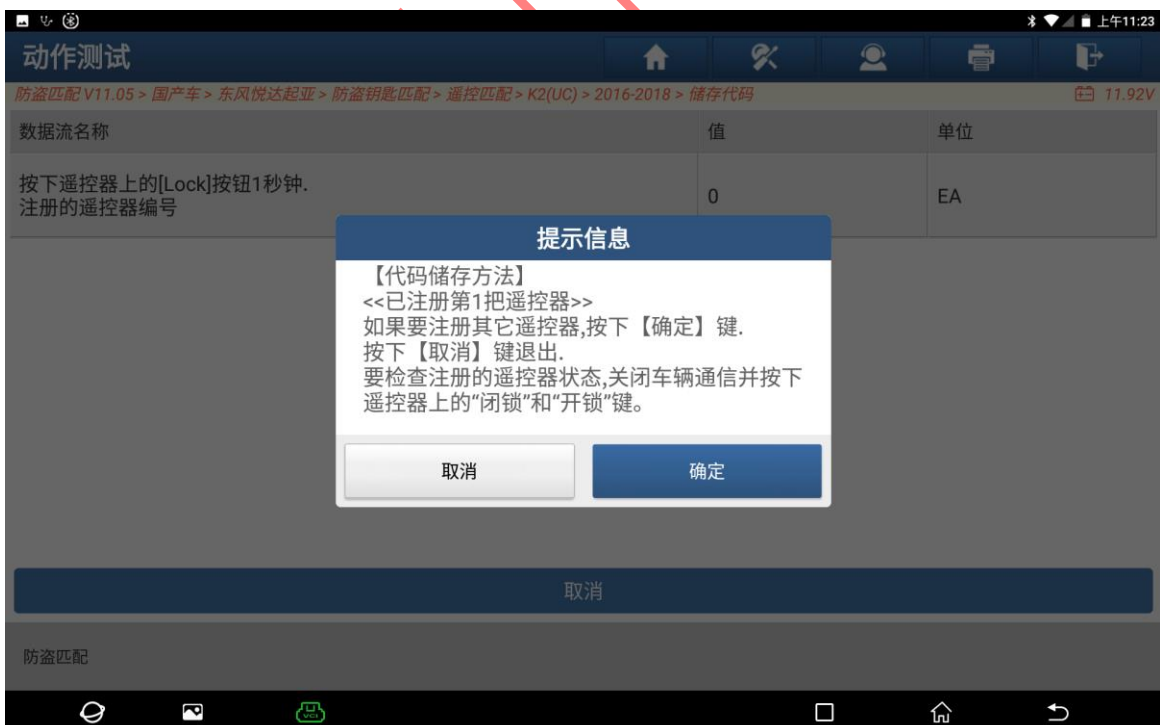 上午11:23
动作测试
防盗匹配 V11.05 > 国产车 > 东风悦达起亚 > 防盗钥匙匹配 > 遥控匹配 > K2(UC) > 2016-2018 > 储存代码
11.92V
数据流名称 值 单位
按下遥控器上的[Lock]按钮1秒钟.
注册的遥控器编号
0 EA
提示信息
【代码储存方法】
<<已注册第1把遥控器>>
如果要注册其它遥控器,按下【确定】键.
按下【取消】键退出.
要检查注册的遥控器状态,关闭车辆通信并按下
遥控器上的“闭锁”和“开锁”键。
取消 确定
取消
防盗匹配
VCI